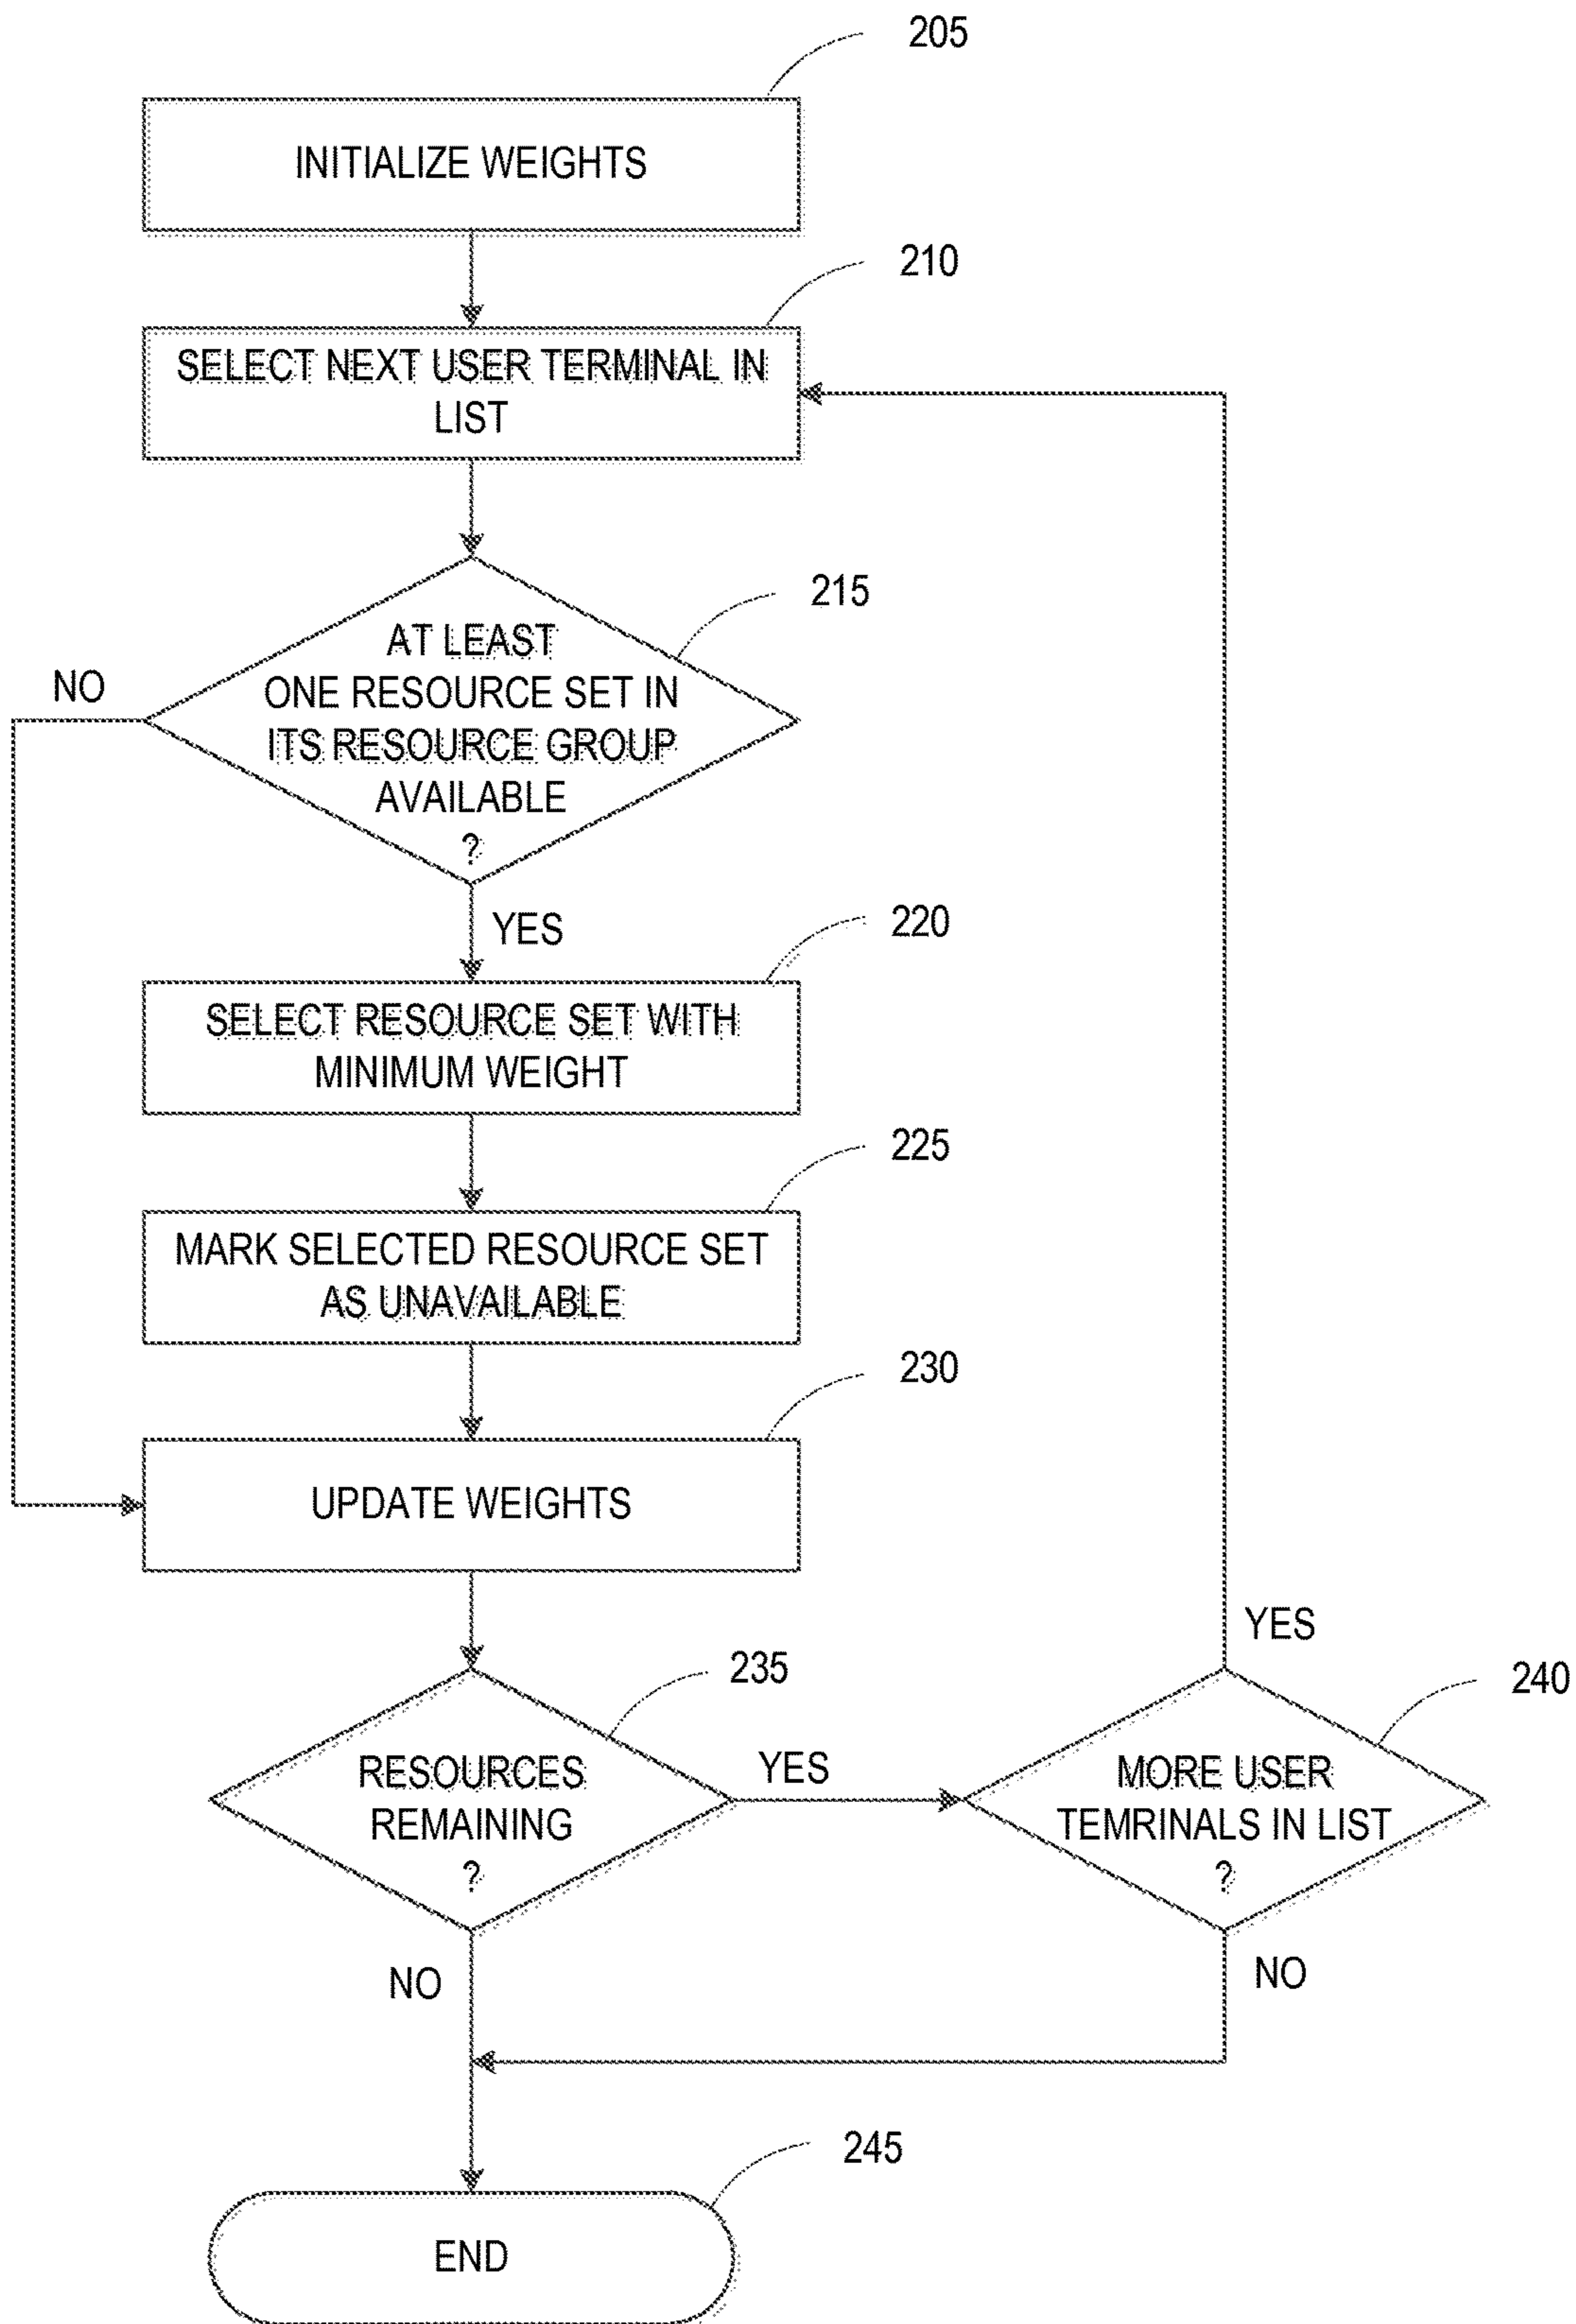 205
INITIALIZE WEIGHTS
210
SELECT NEXT USER TERMINAL IN
LIST
215
AT LEAST
ONE RESOURCE SET IN
ITS RESOURCE GROUP
AVAILABLE
?
NO
YES
220
SELECT RESOURCE SET WITH
MINIMUM WEIGHT
225
MARK SELECTED RESOURCE SET
AS UNAVAILABLE
230
UPDATE WEIGHTS
235
RESOURCES
REMAINING
?
YES
NO
240
MORE USER
TEMRINALS IN LIST
?
YES
NO
245
END